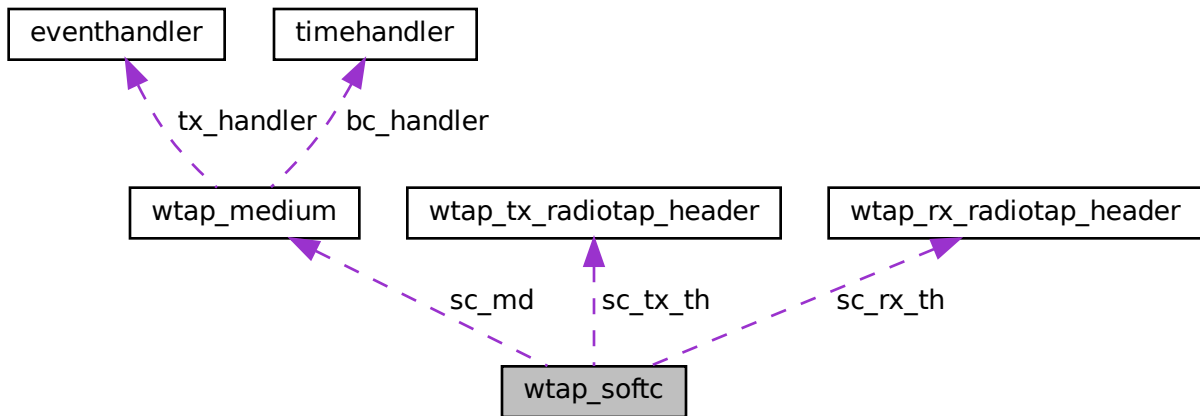 eventhandler
timehandler
tx_handler
bc_handler
wtap_medium
wtap_tx_radiotap_header
wtap_rx_radiotap_header
sc_md
sc_tx_th
sc_rx_th
wtap_softc